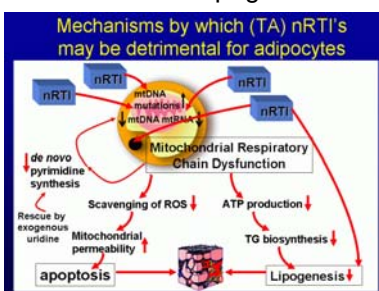 Mechanisms by which (TA) nRTI's
may be detrimental for adipocytes
nRTI
nRTI
nRTI
nRTI
mtDNA
mutations
mtDNA mtRNA
Mitochondrial Respiratory
Chain Dysfunction
de novo
pyrimidine
synthesis
Rescue by
exogenous
uridine
Scavenging of ROS
ATP production
Mitochondrial
permeability
TG biosynthesis
apoptosis
Lipogenesis